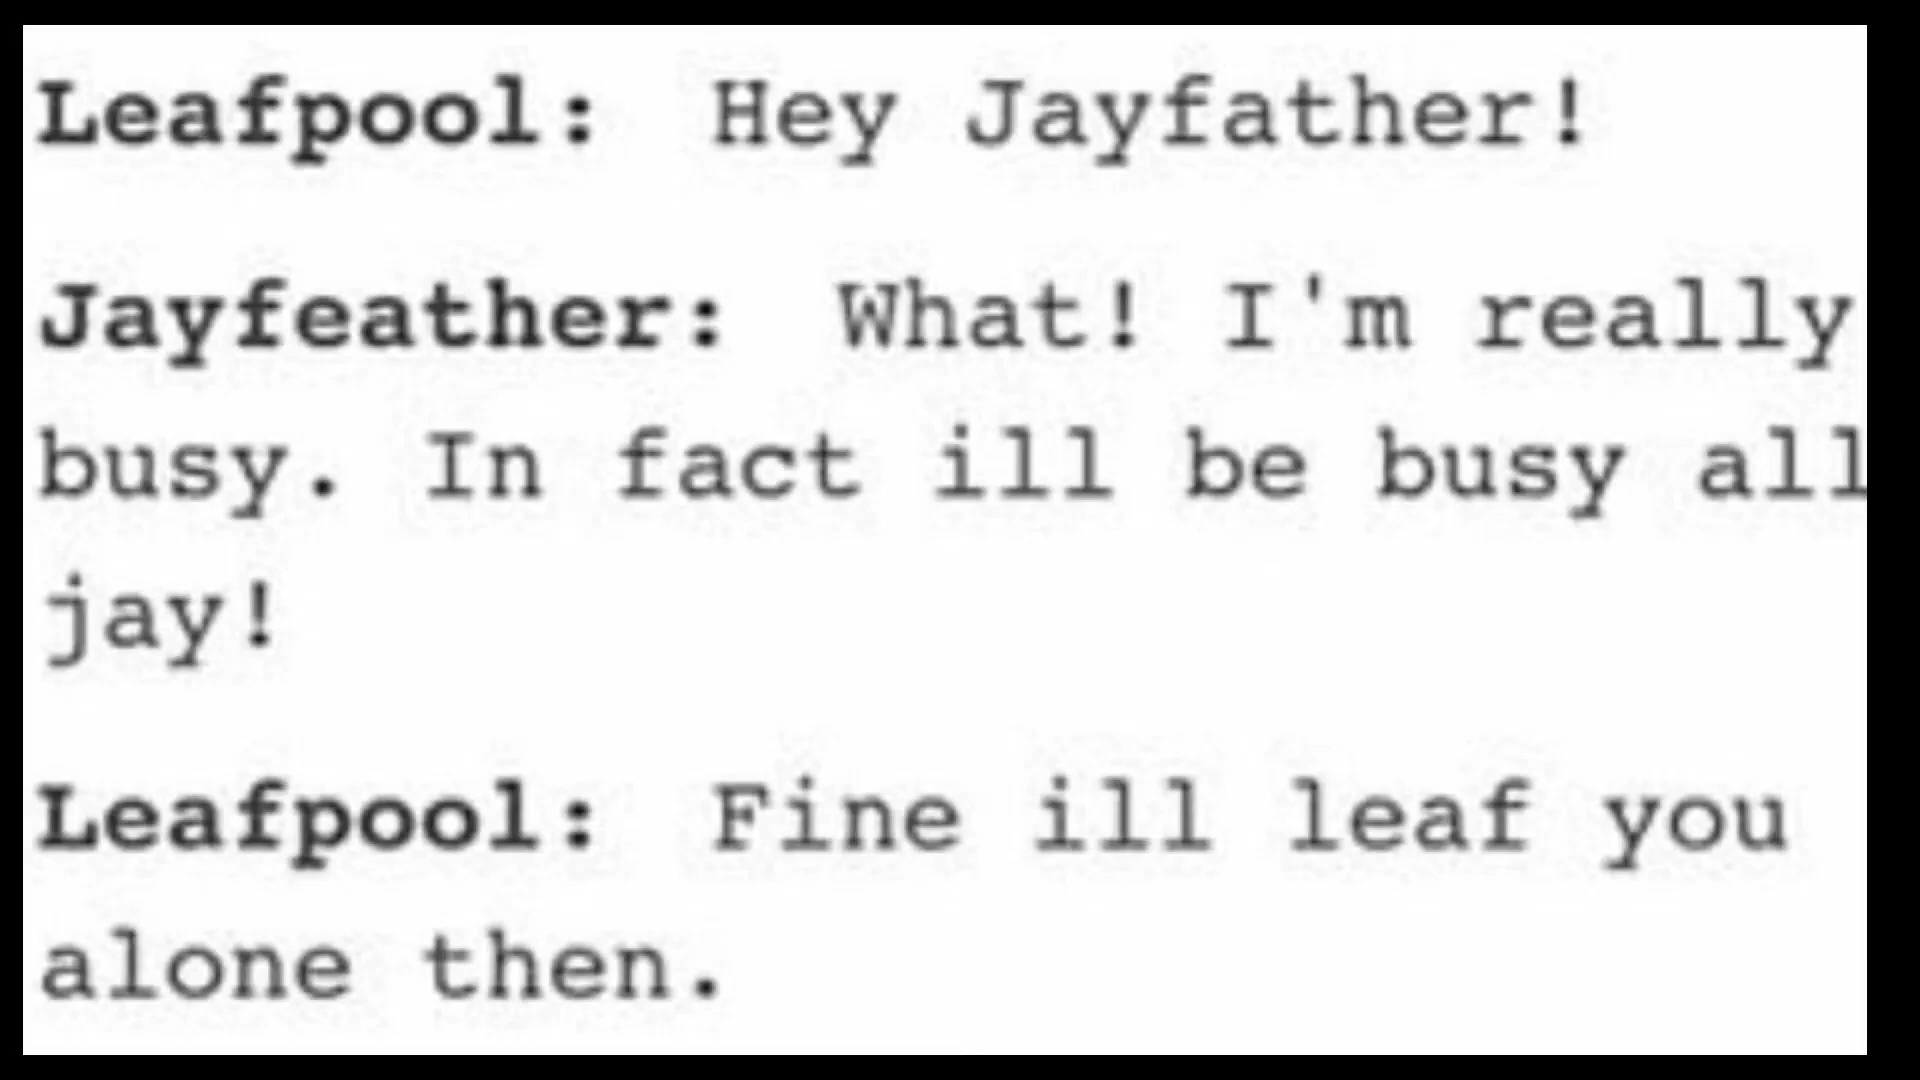 Leafpool: Hey Jayfather!
Jayfeather: What! I'm really
busy. In fact ill be busy all
jay!
Leafpool: Fine ill leaf you
alone then.